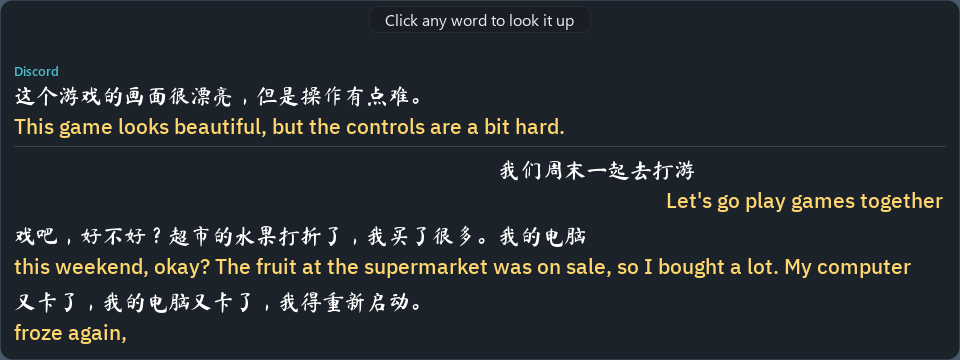 Click any word to look it up
Discord
这个游戏的画面很漂亮，但是操作有点难。
This game looks beautiful, but the controls are a bit hard.
我们周末一起去打游
Let's go play games together
戏吧，好不好？超市的水果打折了，我买了很多。我的电脑
this weekend, okay? The fruit at the supermarket was on sale, so I bought a lot. My computer
又卡了，我的电脑又卡了，我得重新启动。
froze again,